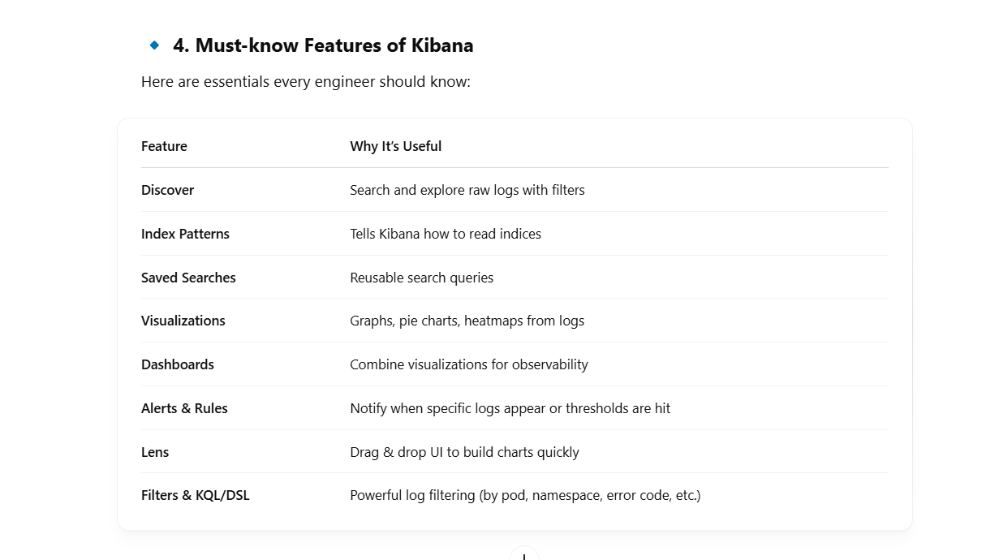 4. Must-know Features of Kibana
Here are essentials every engineer should know:
Feature Why It’s Useful
Discover Search and explore raw logs with filters
Index Patterns Tells Kibana how to read indices
Saved Searches Reusable search queries
Visualizations Graphs, pie charts, heatmaps from logs
Dashboards Combine visualizations for observability
Alerts & Rules Notify when specific logs appear or thresholds are hit
Lens Drag & drop UI to build charts quickly
Filters & KQL/DSL Powerful log filtering (by pod, namespace, error code, etc.)